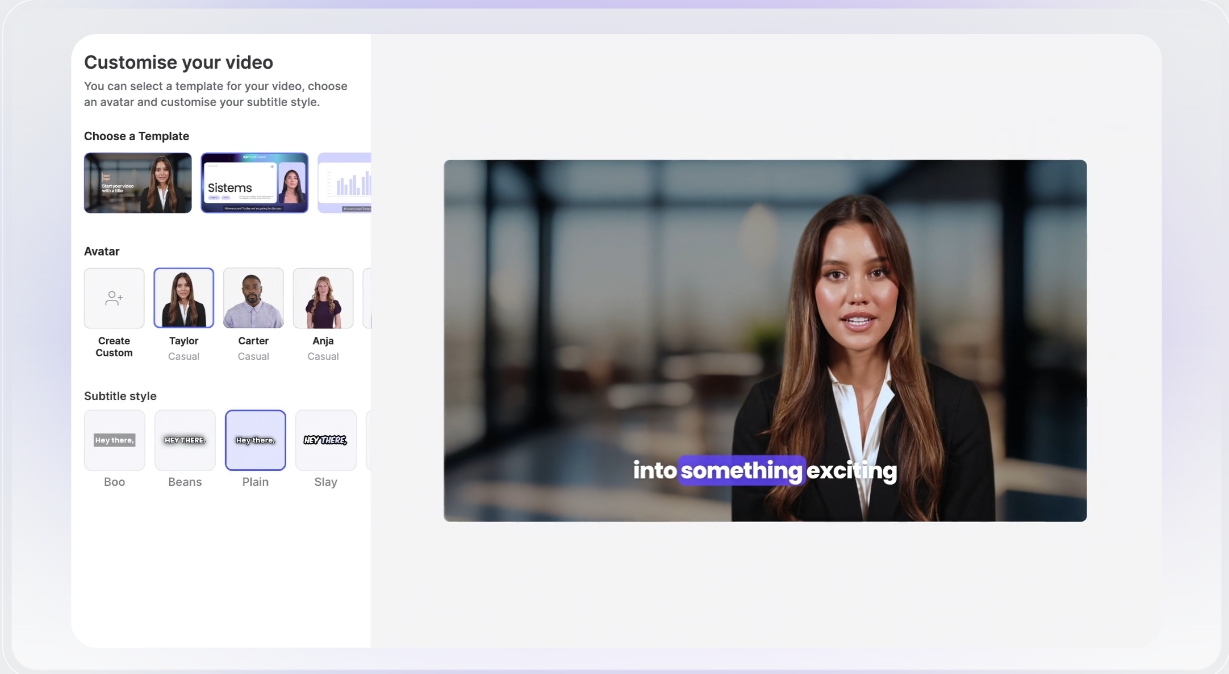 Customise your video
You can select a template for your video, choose
an avatar and customise your subtitle style.
Choose a Template
Start your video
with a title
Sistems
Avatar
Create
Custom
Taylor
Casual
Carter
Casual
Anja
Casual
Subtitle style
Hey there,
Boo
HEY THERE,
Beans
Hey there,
Plain
HEY THERE,
Slay
into something exciting